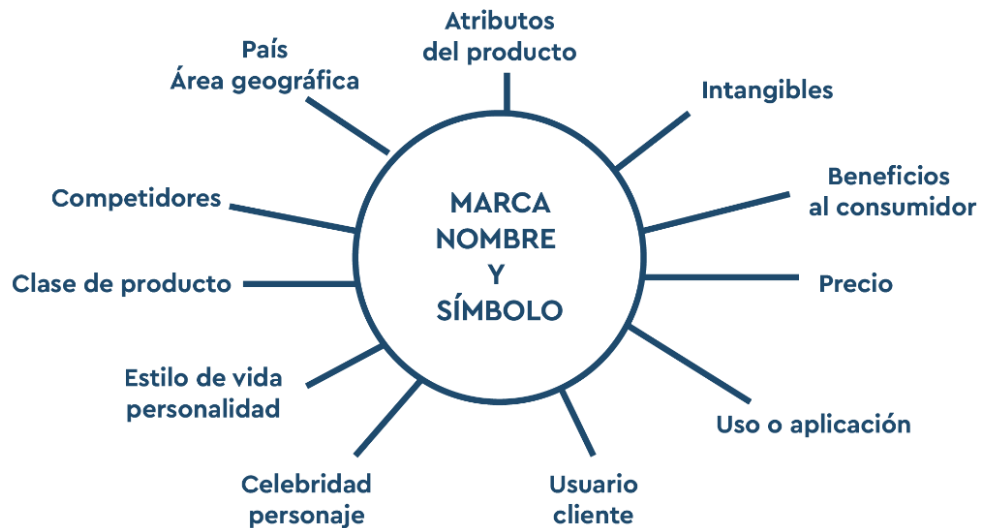 Atributos
del producto
País
Área geográfica
Intangibles
Competidores
Beneficios
al consumidor
MARCA
NOMBRE
Y
SÍMBOLO
Clase de producto
Precio
Estilo de vida
personalidad
Uso o aplicación
Celebridad
personaje
Usuario
cliente